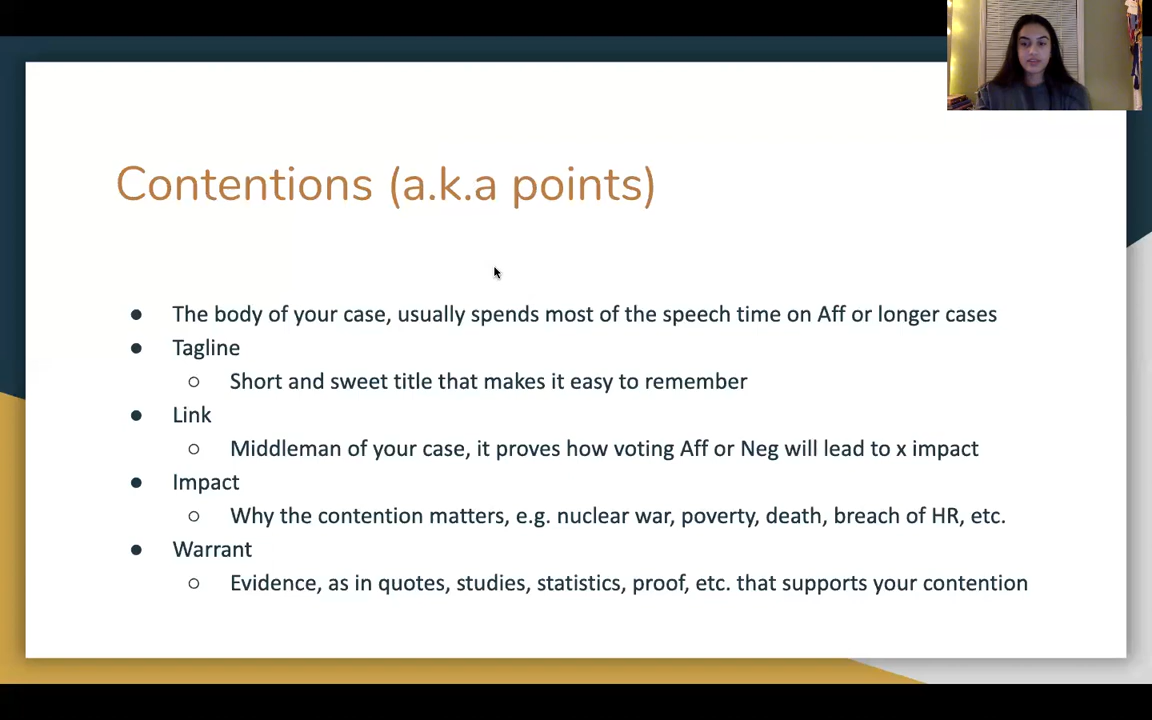 Contentions (a.k.a points)
● The body of your case, usually spends most of the speech time on Aff or longer cases
● Tagline
○ Short and sweet title that makes it easy to remember
● Link
○ Middleman of your case, it proves how voting Aff or Neg will lead to x impact
● Impact
○ Why the contention matters, e.g. nuclear war, poverty, death, breach of HR, etc.
● Warrant
○ Evidence, as in quotes, studies, statistics, proof, etc. that supports your contention